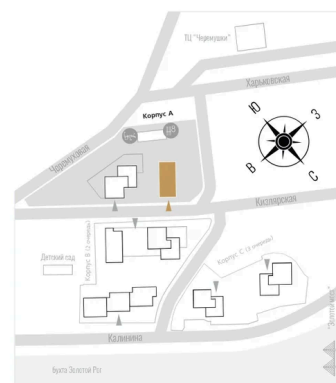 ТЦ "Черемушки"
Харьковская
Корпус А
Черемуховая
Ю
З
В
С
Кизлярская
Корпус В (2 очередь)
Корпус С (3 очередь)
Детский сад
Калинина
бухта Золотой Рог